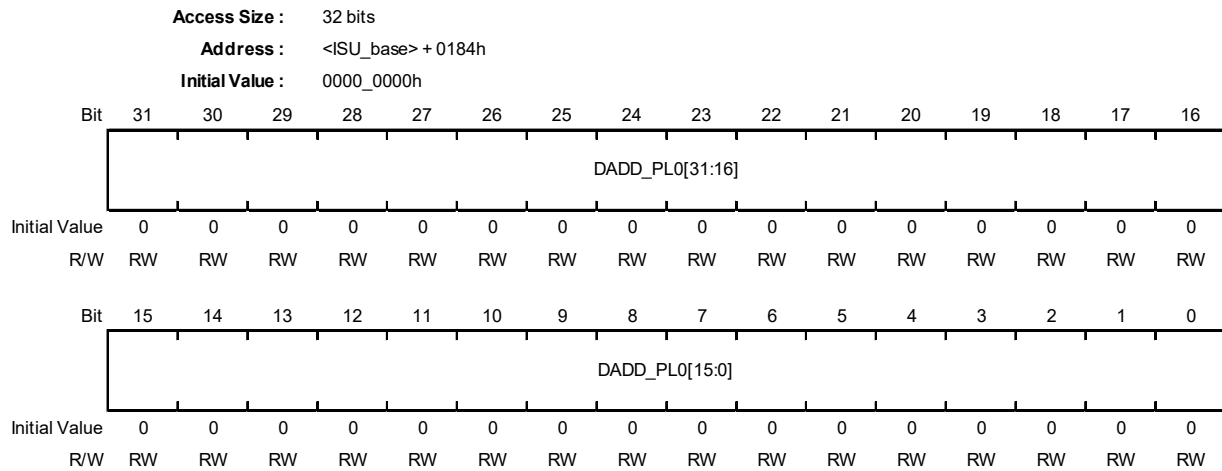 Access Size : 32 bits
Address : <ISU_base> + 0184h
Initial Value : 0000_0000h
Bit 31 30 29 28 27 26 25 24 23 22 21 20 19 18 17 16
DADD_PL0[31:16]
Initial Value 0 0 0 0 0 0 0 0 0 0 0 0 0 0 0 0
R/W RW RW RW RW RW RW RW RW RW RW RW RW RW RW RW RW
Bit 15 14 13 12 11 10 9 8 7 6 5 4 3 2 1 0
DADD_PL0[15:0]
Initial Value 0 0 0 0 0 0 0 0 0 0 0 0 0 0 0 0
R/W RW RW RW RW RW RW RW RW RW RW RW RW RW RW RW RW